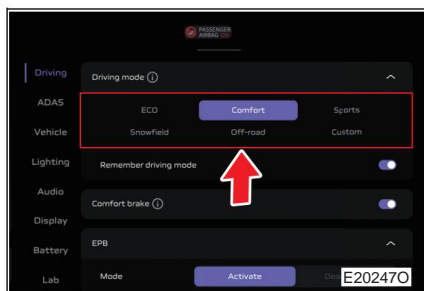 PASSENGER
AIRBAG ON
Driving
Driving mode
ADAS
ECO
Comfort
Sports
Vehicle
Snowfield
Off-road
Custom
Lighting
Remember driving mode
Audio
Comfort brake
Display
EPB
Battery
Lab
Mode
Activate
E20247O